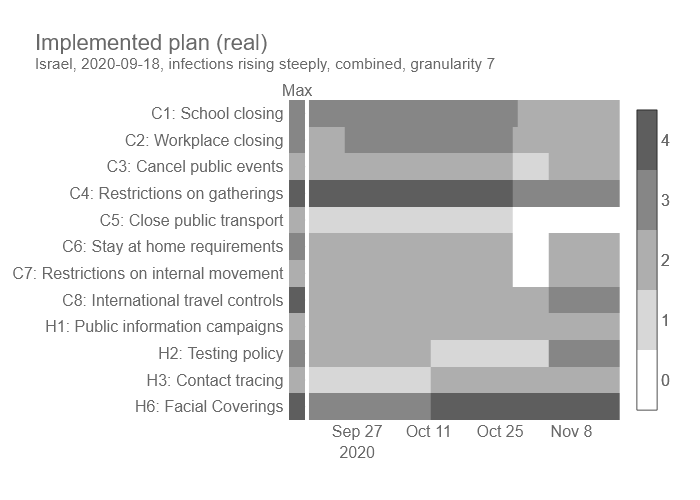 Implemented plan (real)
Israel, 2020-09-18, infections rising steeply, combined, granularity 7
Max
C1: School closing
C2: Workplace closing
C3: Cancel public events
C4: Restrictions on gatherings
C5: Close public transport
C6: Stay at home requirements
C7: Restrictions on internal movement
C8: International travel controls
H1: Public information campaigns
H2: Testing policy
H3: Contact tracing
H6: Facial Coverings
4
3
2
1
0
Sep 27 Oct 11 Oct 25 Nov 8
2020